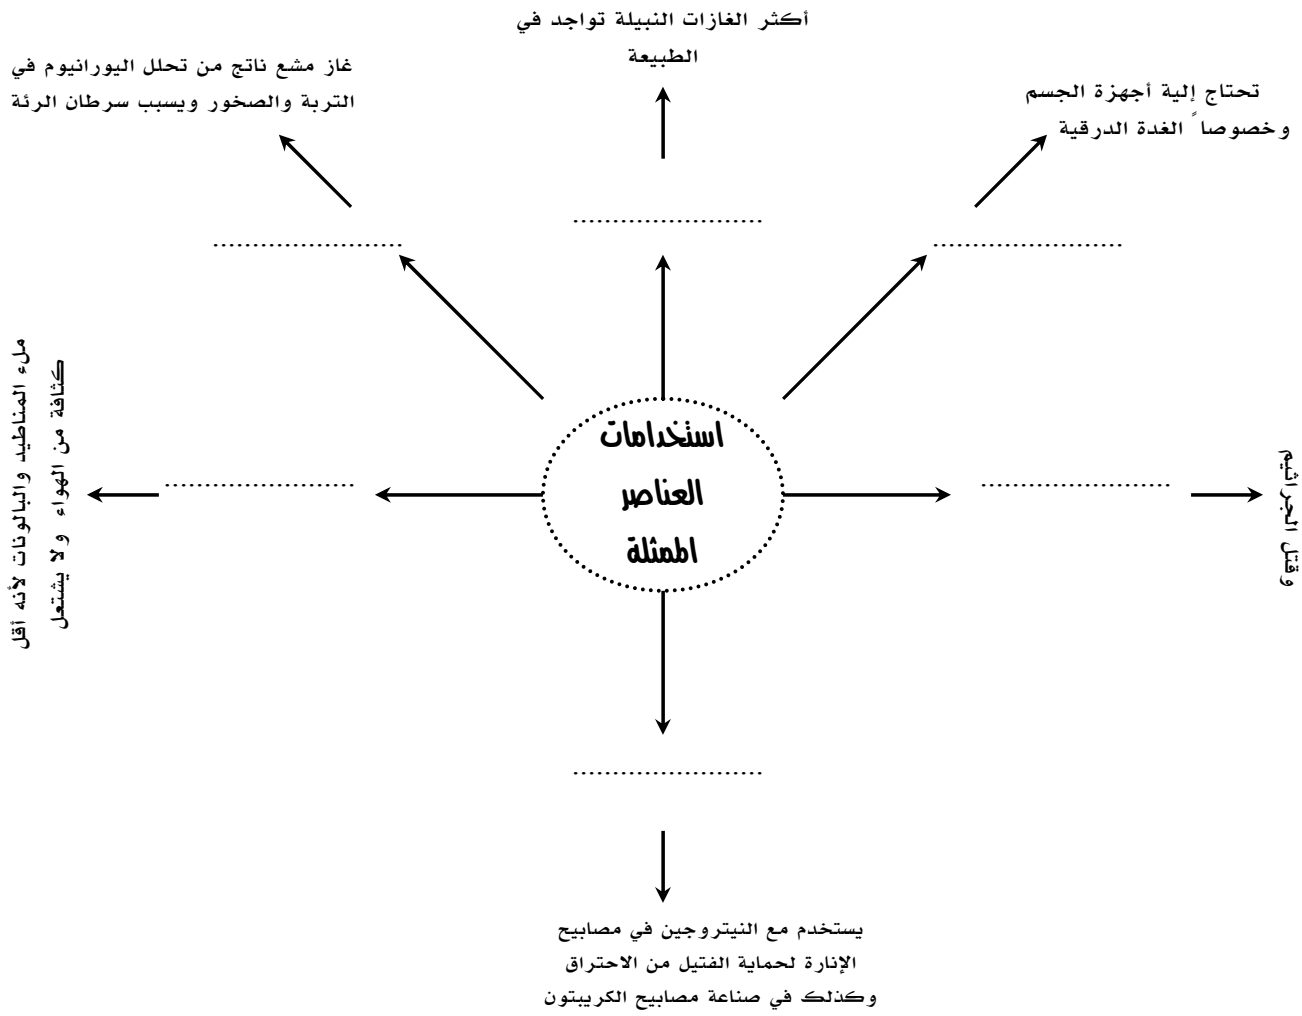 أكثر الغازات النبيلة تواجد في
الطبيعة
تحتاج إلية أجهزة الجسم
وخصوصاً الغدة الدرقية
غاز مشع ناتج من تحلل اليورانيوم في
التربة والصخور ويسبب سرطان الرئة
استخدامات
العناصر
الممثلة
وقتل الجراثيم
ملء المناطيد والبالونات لأنه أقل
كثافة من الهواء ولا يشتعل
يستخدم مع النيتروجين في مصابيح
الإنارة لحماية الفتيل من الاحتراق
وكذلك في صناعة مصابيح الكريبتون